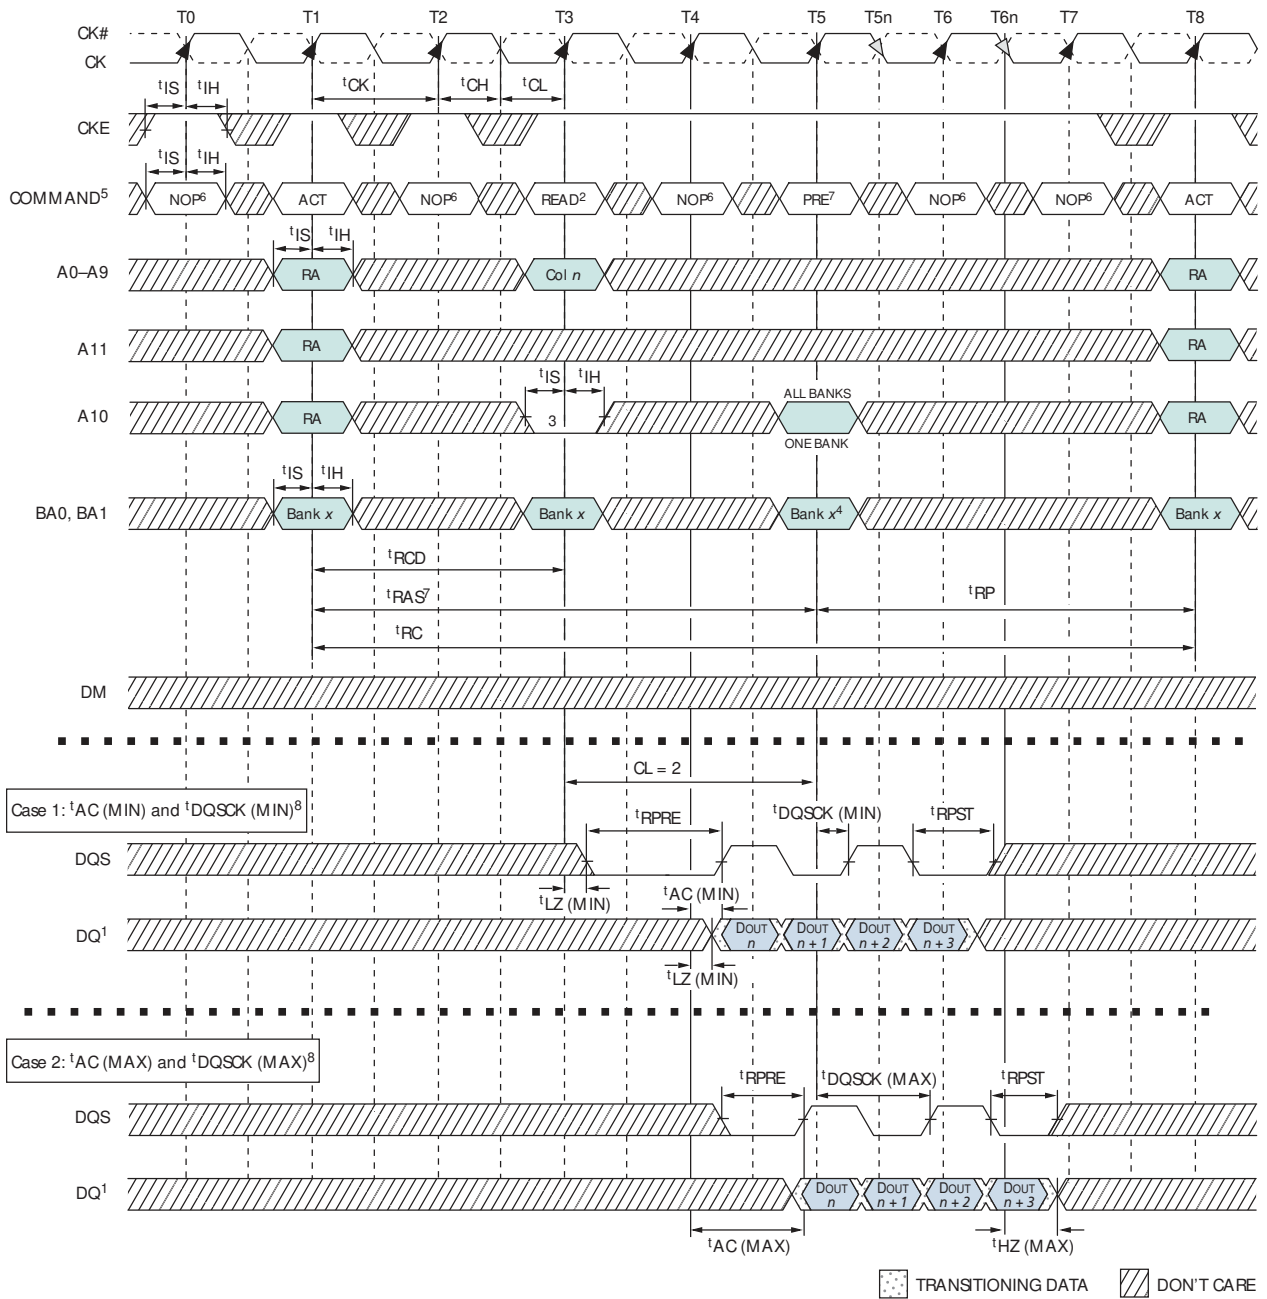 T0 T1 T2 T3 T4 T5 T5n T6 T6n T7 T8
CK#
CK
tCK tCH tCL
tIS tIH
CKE
tIS tIH
COMMAND5 NOP6 ACT NOP6 READ2 NOP6 PRE7 NOP6 NOP6 ACT
tIS tIH
A0–A9 RA Col n RA
A11 RA RA
tIS tIH ALL BANKS
A10 RA 3 RA
ONE BANK
tIS tIH
BA0, BA1 Bank x Bank x Bank x4 Bank x
tRCD
tRAS7 tRP
tRC
DM
CL = 2
Case 1: tAC (MIN) and tDQSCK (MIN)8
tRPRE tDQSCK (MIN) tRPST
DQS
tLZ (MIN) tAC (MIN)
DQ1 DOUT n DOUT n + 1 DOUT n + 2 DOUT n + 3
tLZ (MIN)
Case 2: tAC (MAX) and tDQSCK (MAX)8
tRPRE tDQSCK (MAX) tRPST
DQS
DQ1 DOUT n DOUT n + 1 DOUT n + 2 DOUT n + 3
tAC (MAX) tHZ (MAX)
TRANSITIONING DATA DON'T CARE